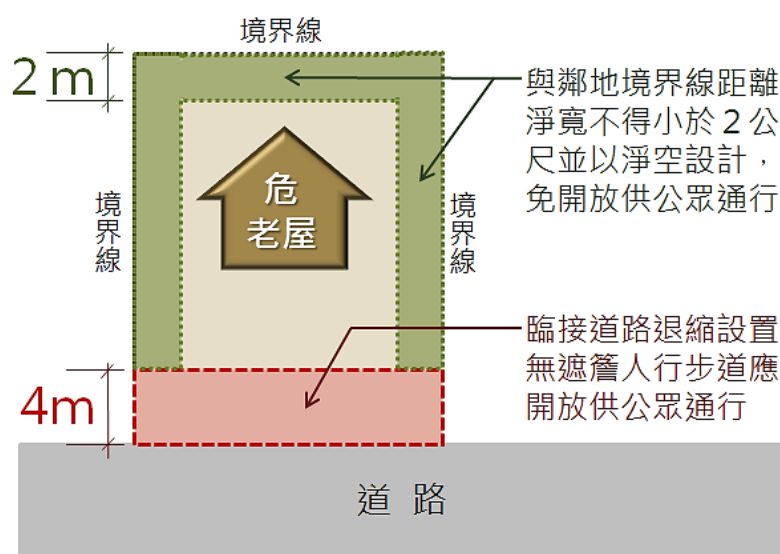 境界線
2 m
與鄰地境界線距離
淨寬不得小於２公
尺並以淨空設計，
免開放供公眾通行
危
老屋
境界線
境界線
臨接道路退縮設置
無遮簷人行步道應
開放供公眾通行
4m
道 路